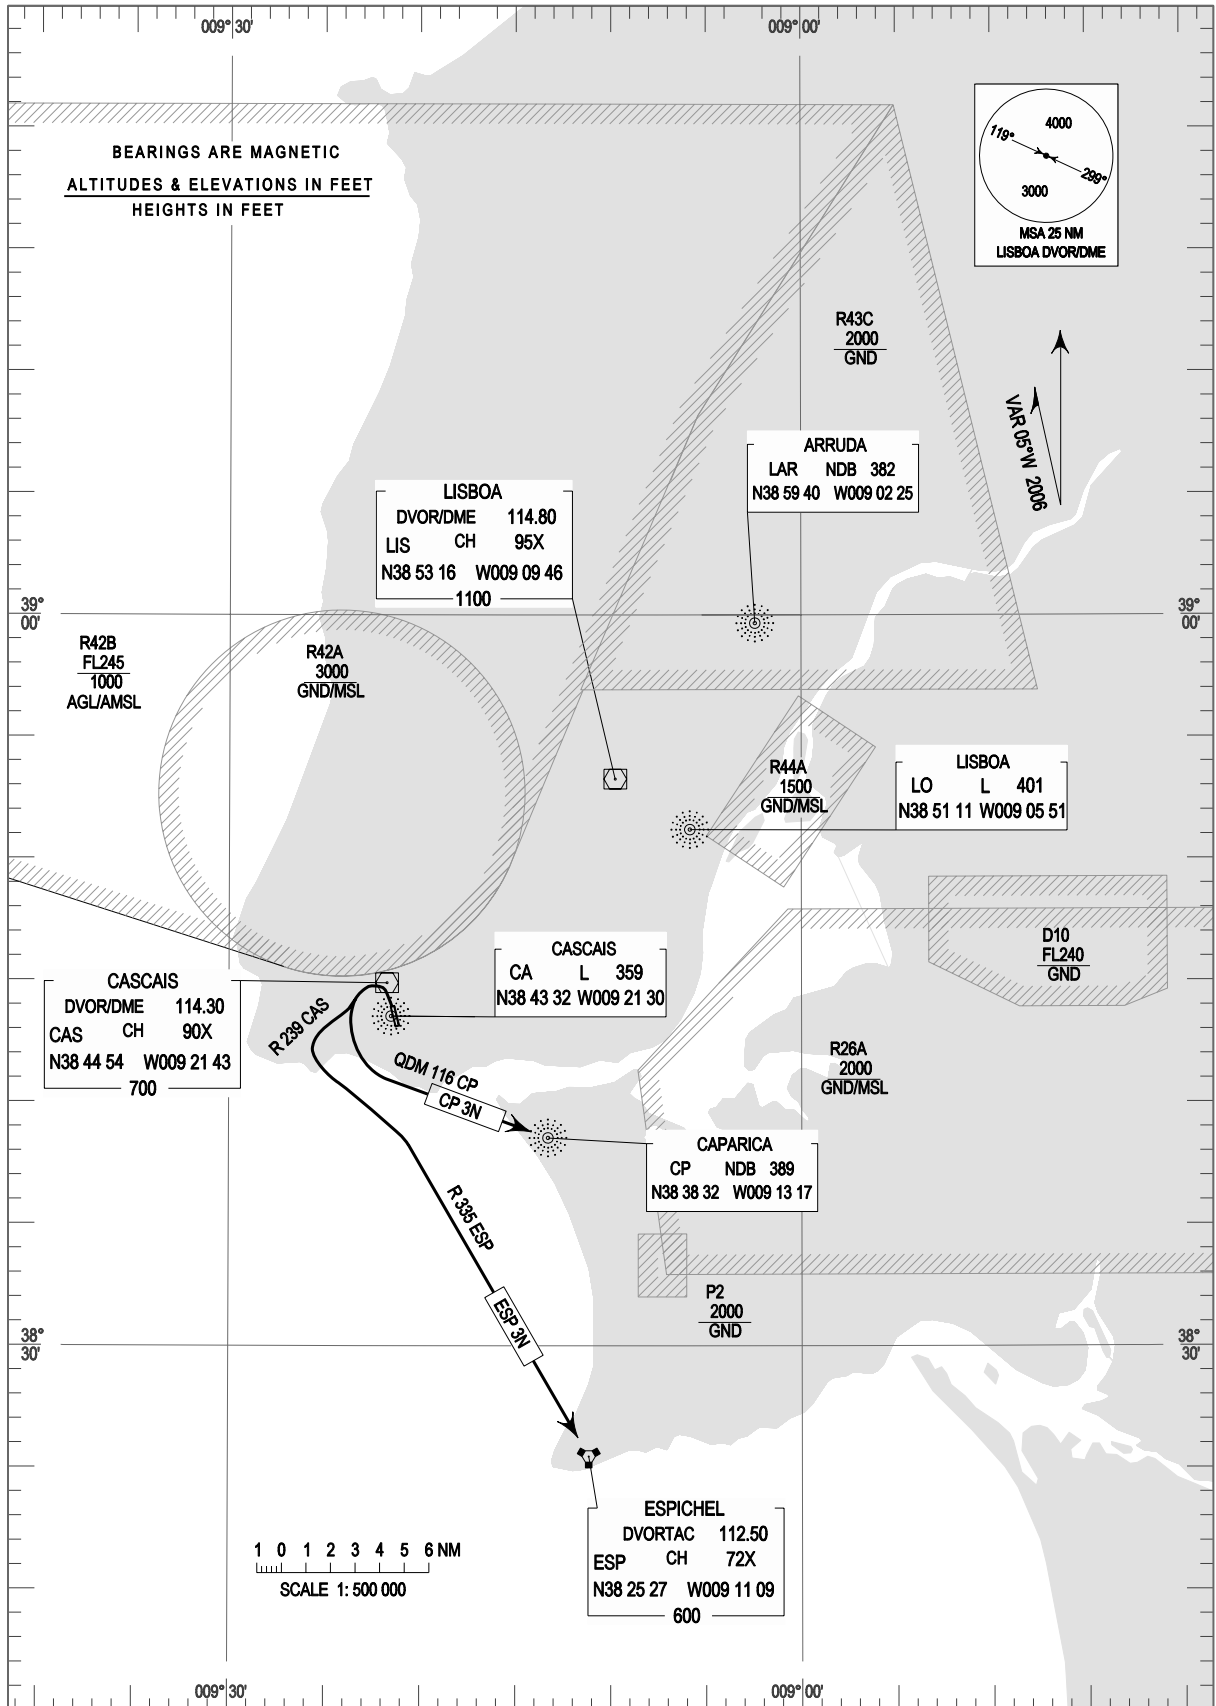 009° 30'
009° 00'
BEARINGS ARE MAGNETIC
ALTITUDES & ELEVATIONS IN FEET
HEIGHTS IN FEET
4000
119°
299°
3000
MSA 25 NM
LISBOA DVOR/DME
R43C
2000
GND
VAR 05°W 2006
ARRUDA
LAR NDB 382
N38 59 40 W009 02 25
LISBOA
DVOR/DME 114.80
LIS CH 95X
N38 53 16 W009 09 46
1100
39°
00'
39°
00'
R42B
FL245
1000
AGL/AMSL
R42A
3000
GND/MSL
R44A
1500
GND/MSL
LISBOA
LO L 401
N38 51 11 W009 05 51
D10
FL240
GND
CASCAIS
CA L 359
N38 43 32 W009 21 30
CASCAIS
DVOR/DME 114.30
CAS CH 90X
N38 44 54 W009 21 43
700
R 239 CAS
QDM 116 CP
CP 3N
R26A
2000
GND/MSL
CAPARICA
CP NDB 389
N38 38 32 W009 13 17
R 335 ESP
ESP 3N
P2
2000
GND
38°
30'
38°
30'
ESPICHEL
DVORTAC 112.50
ESP CH 72X
N38 25 27 W009 11 09
600
1 0 1 2 3 4 5 6 NM
SCALE 1: 500 000
009° 30'
009° 00'